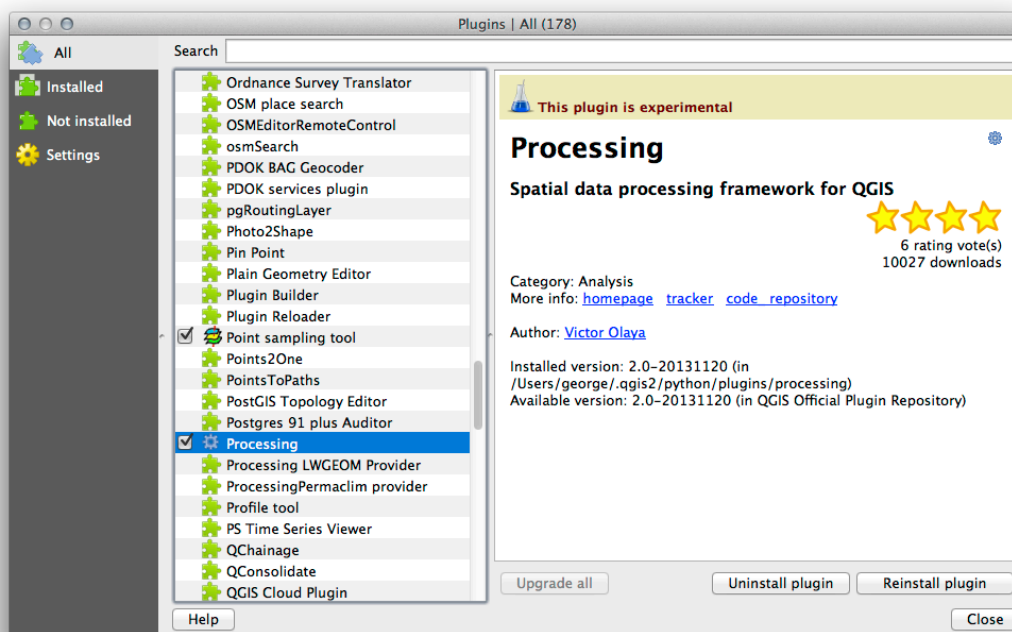 Plugins | All (178)
All
Installed
Not installed
Settings
Search
Ordnance Survey Translator
OSM place search
OSMEditorRemoteControl
osmSearch
PDOK BAG Geocoder
PDOK services plugin
pgRoutingLayer
Photo2Shape
Pin Point
Plain Geometry Editor
Plugin Builder
Plugin Reloader
Point sampling tool
Points2One
PointsToPaths
PostGIS Topology Editor
Postgres 91 plus Auditor
Processing
Processing LWGEOM Provider
ProcessingPermaclim provider
Profile tool
PS Time Series Viewer
QChainage
QConsolidate
QGIS Cloud Plugin
This plugin is experimental
Processing
Spatial data processing framework for QGIS
6 rating vote(s)
10027 downloads
Category: Analysis
More info: homepage tracker code_repository
Author: Victor Olaya
Installed version: 2.0-20131120 (in
/Users/george/.qgis2/python/plugins/processing)
Available version: 2.0-20131120 (in QGIS Official Plugin Repository)
Upgrade all
Uninstall plugin
Reinstall plugin
Help
Close